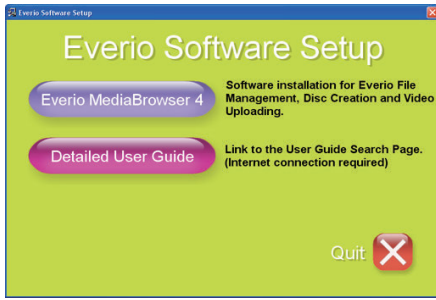 Everio Software Setup
Everio Software Setup
Everio MediaBrowser 4
Software installation for Everio File
Management, Disc Creation and Video
Uploading.
Detailed User Guide
Link to the User Guide Search Page.
(Internet connection required)
Quit